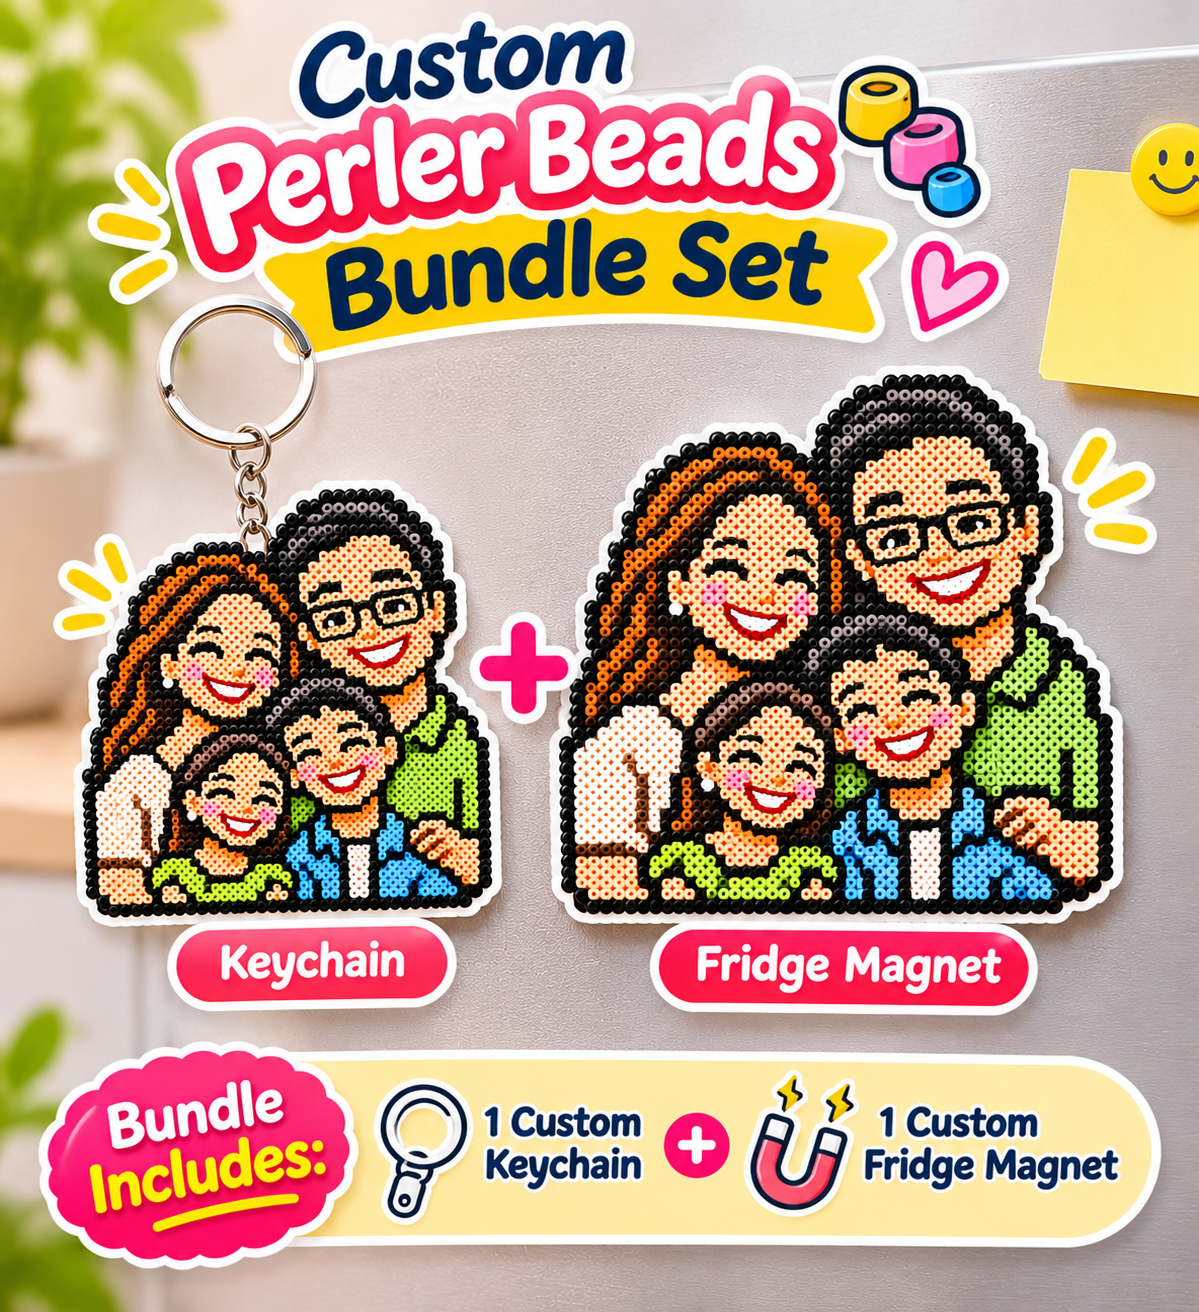 Custom
Perler Beads
Bundle Set
Keychain
Fridge Magnet
Bundle
Includes:
1 Custom
Keychain
1 Custom
Fridge Magnet